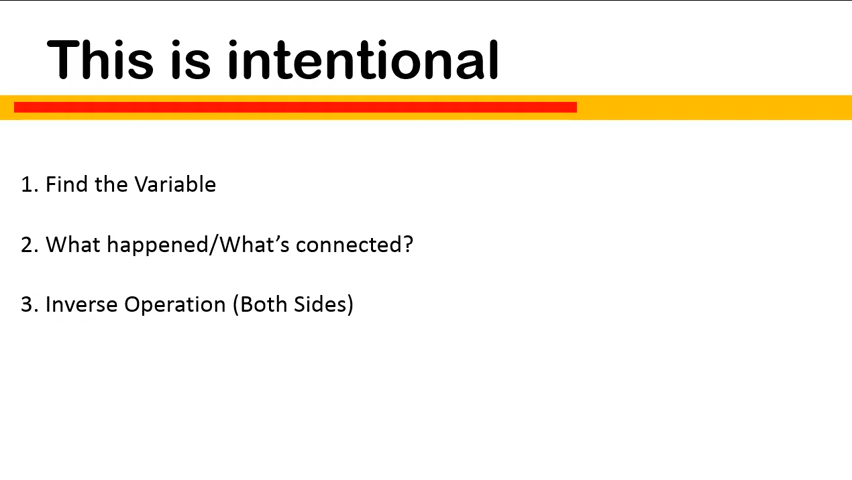 This is intentional
1. Find the Variable
2. What happened/What’s connected?
3. Inverse Operation (Both Sides)